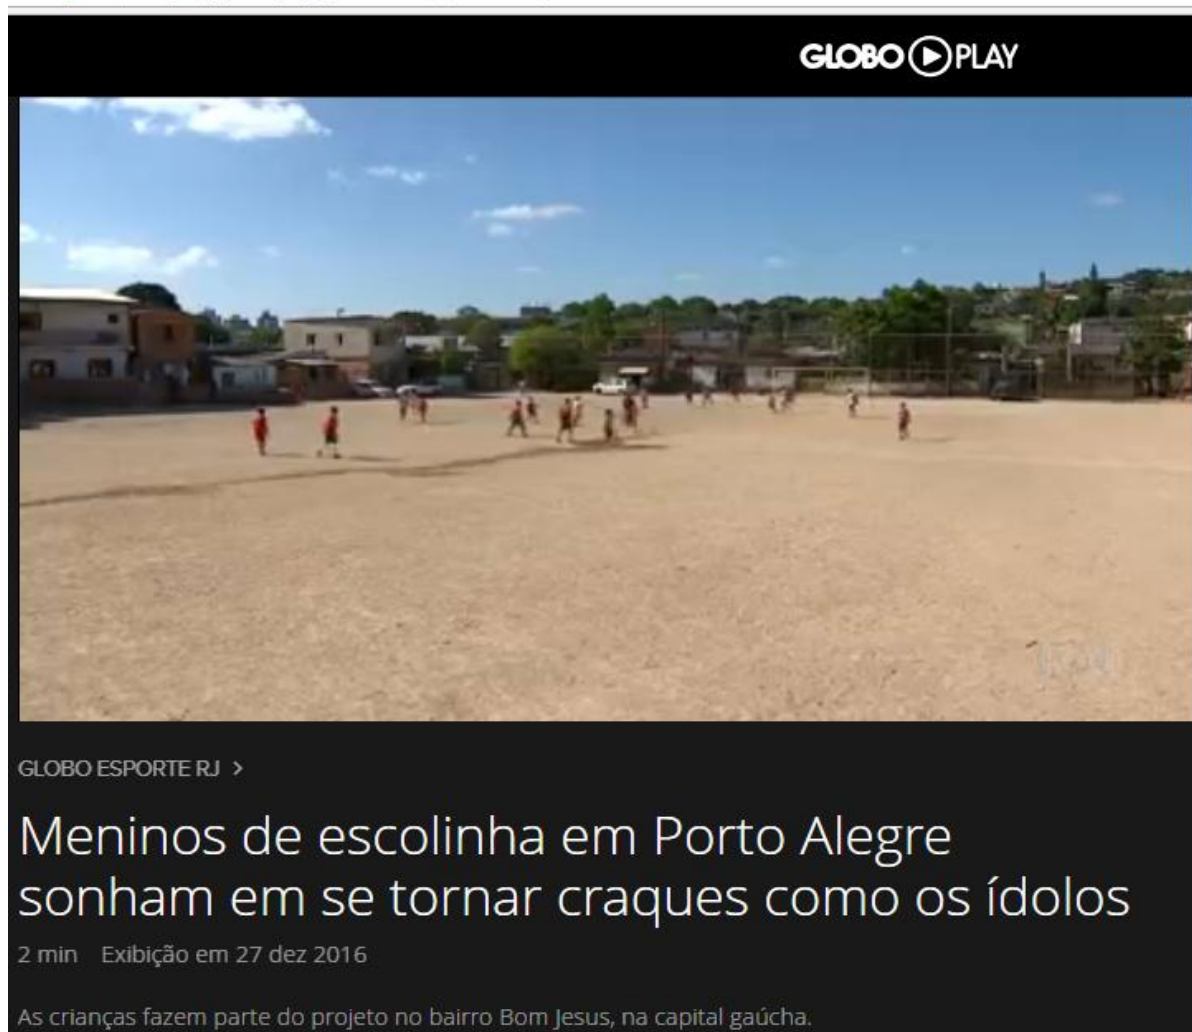 GLOBO PLAY
GLOBO ESPORTE RJ >
Meninos de escolinha em Porto Alegre
sonham em se tornar craques como os ídolos
2 min Exibição em 27 dez 2016
As crianças fazem parte do projeto no bairro Bom Jesus, na capital gaúcha.